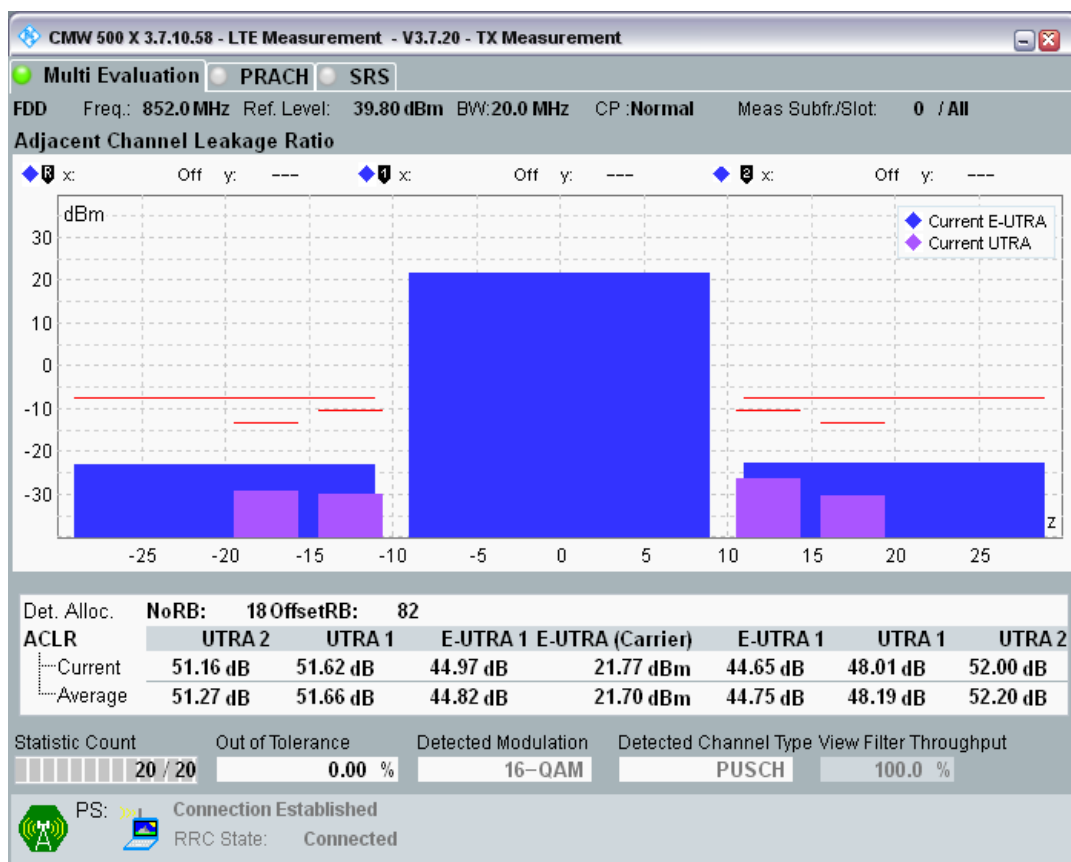 CMW 500 X 3.7.10.58 - LTE Measurement - V3.7.20 - TX Measurement
Multi Evaluation PRACH SRS
FDD Freq.: 852.0 MHz Ref. Level: 39.80 dBm BW:20.0 MHz CP :Normal Meas Subfr./Slot: 0 / All
Adjacent Channel Leakage Ratio
R x: Off y: --- 1 x: Off y: --- 2 x: Off y: ---
dBm
Current E-UTRA
Current UTRA
30
20
10
0
-10
-20
-30
z
-25 -20 -15 -10 -5 0 5 10 15 20 25
Det. Alloc. NoRB: 18 OffsetRB: 82
ACLR UTRA 2 UTRA 1 E-UTRA 1 E-UTRA (Carrier) E-UTRA 1 UTRA 1 UTRA 2
Current 51.16 dB 51.62 dB 44.97 dB 21.77 dBm 44.65 dB 48.01 dB 52.00 dB
Average 51.27 dB 51.66 dB 44.82 dB 21.70 dBm 44.75 dB 48.19 dB 52.20 dB
Statistic Count Out of Tolerance Detected Modulation Detected Channel Type View Filter Throughput
20 / 20 0.00 % 16-QAM PUSCH 100.0 %
PS: Connection Established
RRC State: Connected